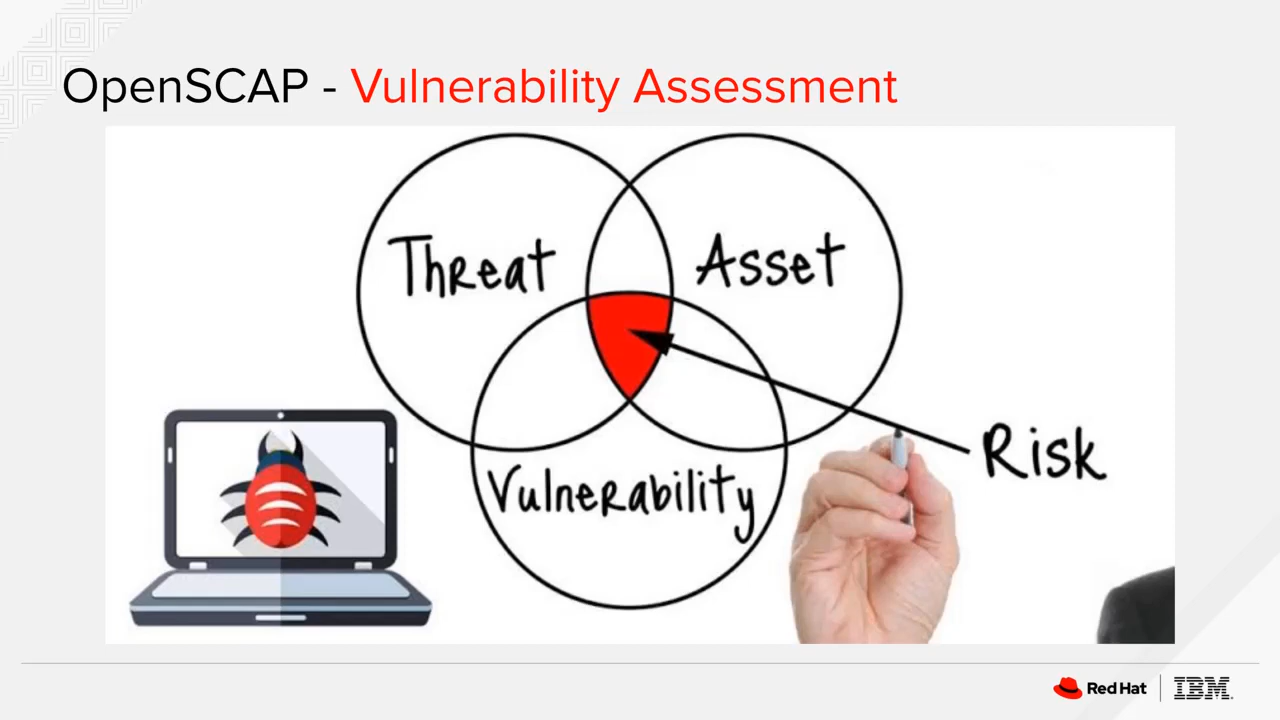 OpenSCAP - Vulnerability Assessment
Threat
Asset
Risk
Vulnerability
Red Hat
IBM